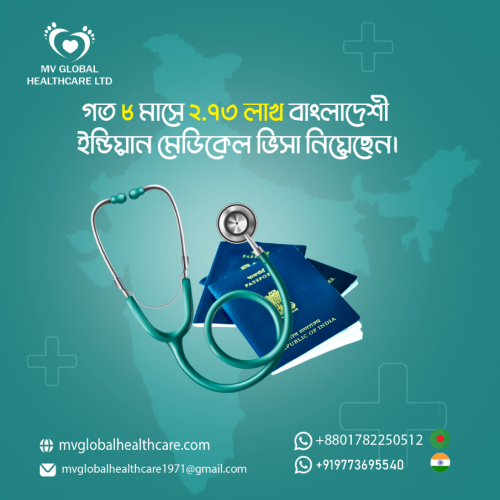 MV GLOBAL
HEALTHCARE LTD
গত ৮ মাসে ২.৭৩ লাখ বাংলাদেশী
ইন্ডিয়ান মেডিকেল ভিসা নিয়েছেন।
PASSPORT
REPUBLIC OF INDIA
mvglobalhealthcare.com
+8801782250512
mvglobalhealthcare1971@gmail.com
+919773695540